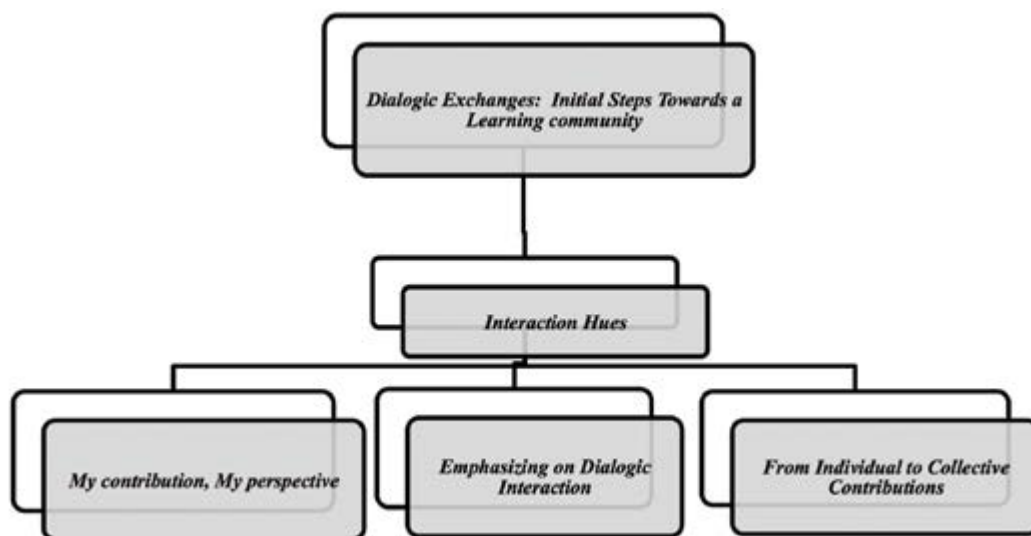 Dialogic Exchanges: Initial Steps Towards a
Learning community
Interaction Hues
My contribution, My perspective
Emphasizing on Dialogic
Interaction
From Individual to Collective
Contributions